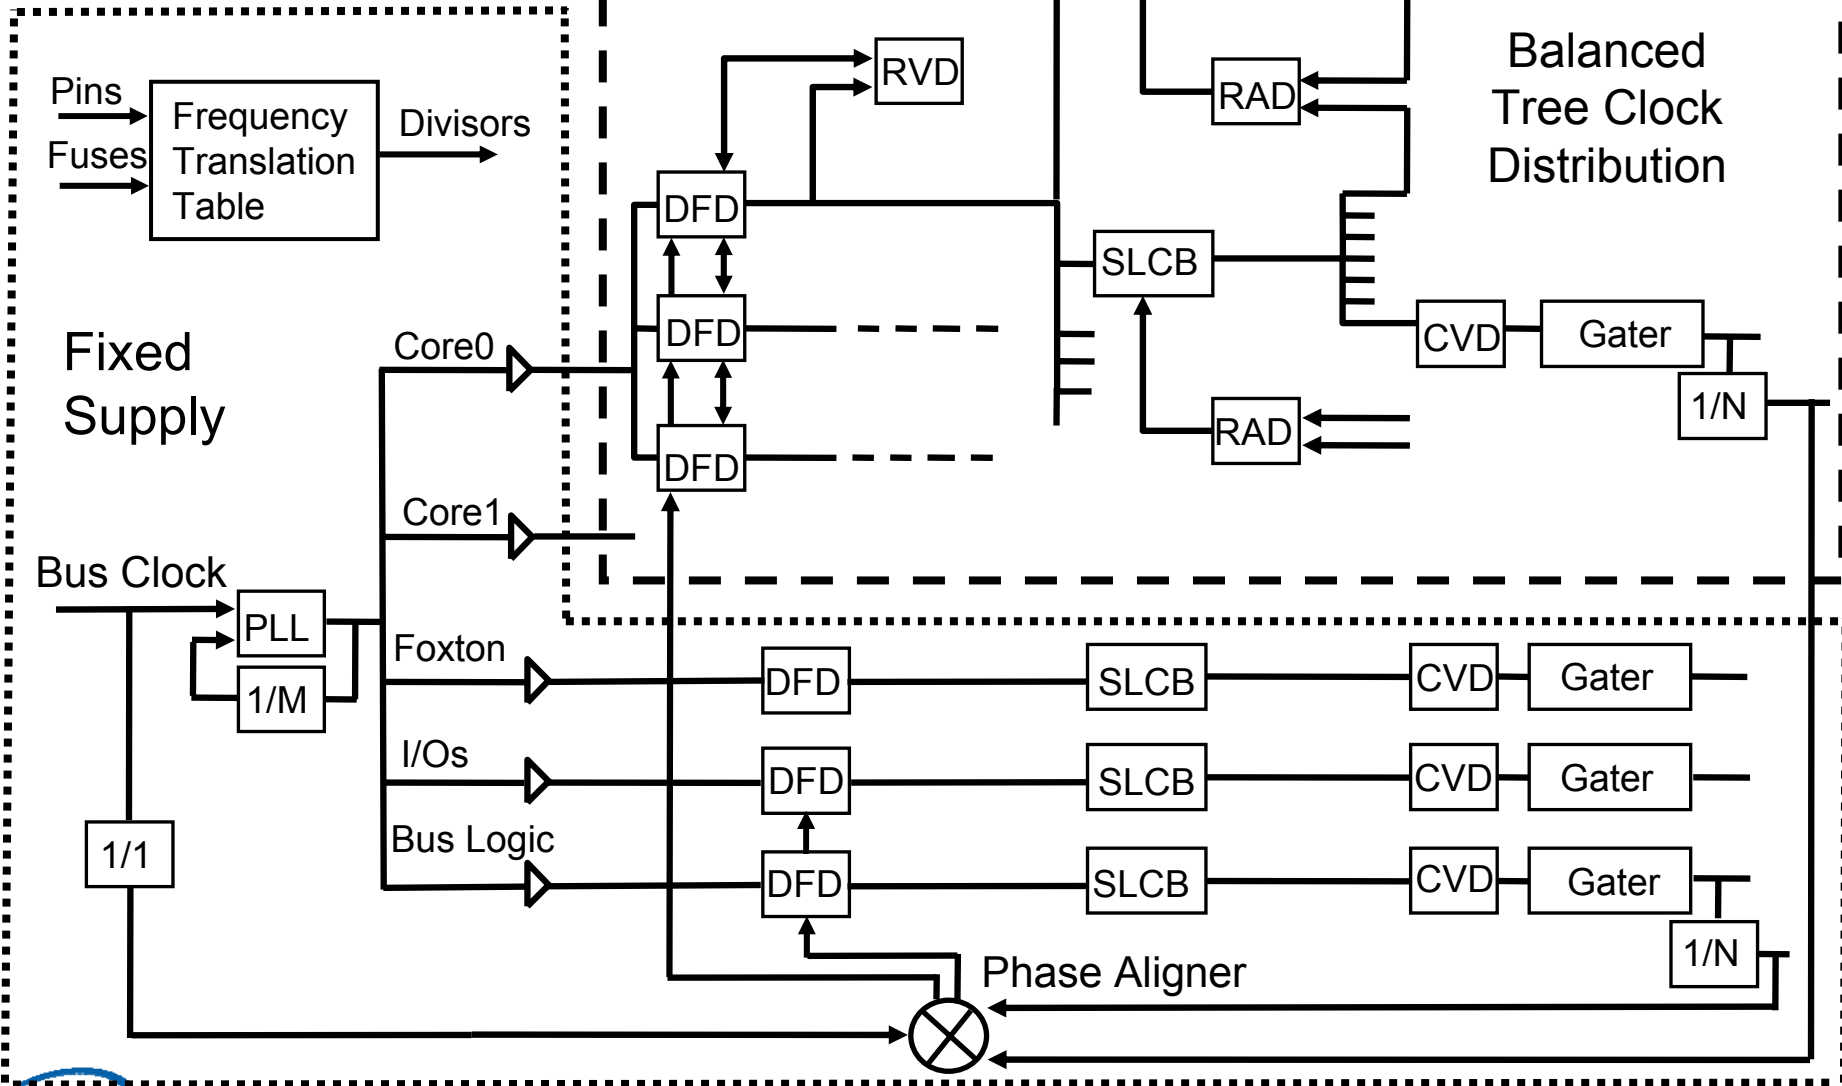 Pins
Fuses
Frequency
Translation
Table
Divisors
RVD
RAD
Balanced
Tree Clock
Distribution
DFD
SLCB
DFD
CVD
Gater
1/N
Fixed
Supply
Core0
RAD
DFD
Core1
Bus Clock
PLL
1/M
Foxton
DFD
SLCB
CVD
Gater
I/Os
DFD
SLCB
CVD
Gater
1/1
Bus Logic
DFD
SLCB
CVD
Gater
1/N
Phase Aligner